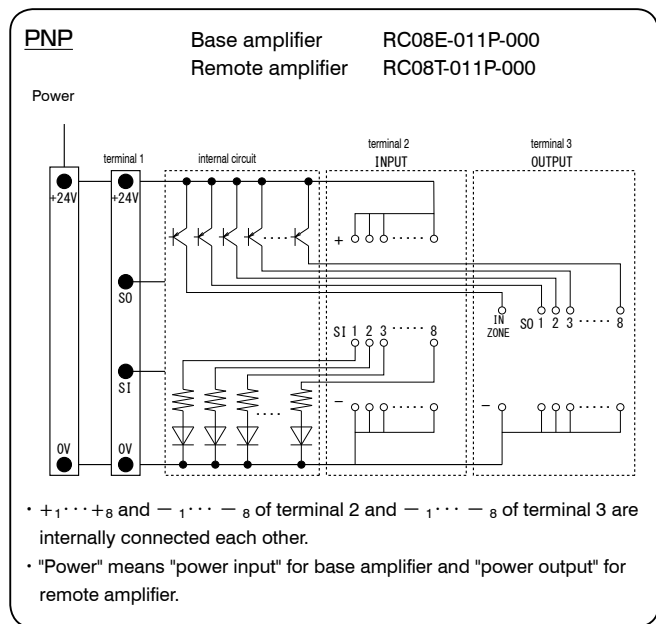 PNP
Base amplifier RC08E-011P-000
Remote amplifier RC08T-011P-000
Power
terminal 1
internal circuit
terminal 2
INPUT
terminal 3
OUTPUT
+24V
+24V
+ ······
SO
IN
ZONE
SO 1 2 3 ····· 8
SI 1 2 3 ······ 8
SI
− ······
− ······
0V
0V
・ +₁···+₈ and −₁··· −₈ of terminal 2 and −₁··· −₈ of terminal 3 are
internally connected each other.
・ "Power" means "power input" for base amplifier and "power output" for
remote amplifier.